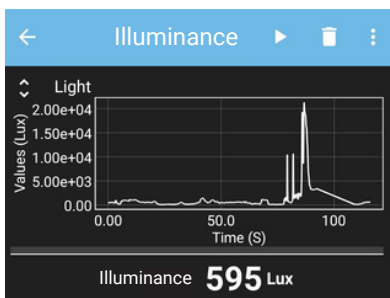 Illuminance
Light
Values (Lux)
2.00e+04
1.50e+04
1.00e+04
5.00e+03
0.00
0.00 50.0 100
Time (S)
Illuminance 595 Lux